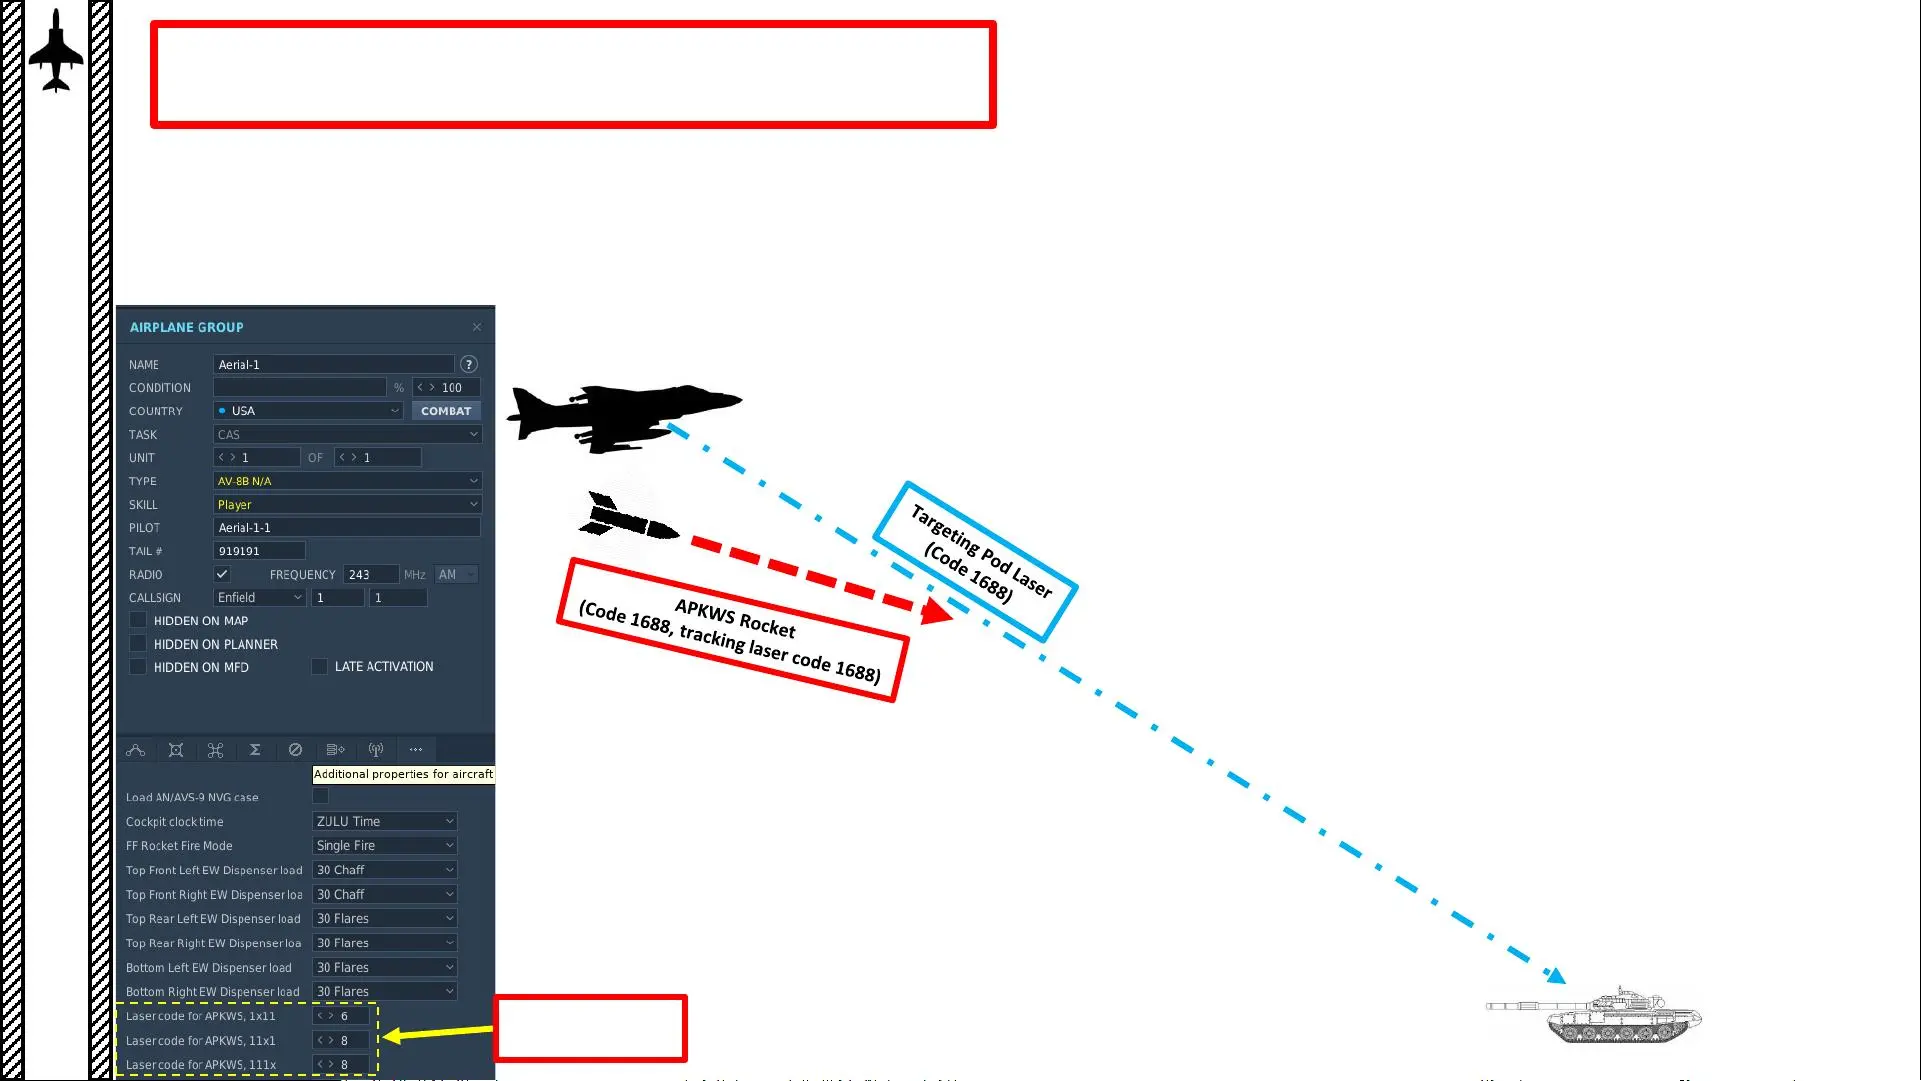 AIRPLANE GROUP ×
NAME Aerial-1 ?
CONDITION % < > 100
COUNTRY USA COMBAT
TASK CAS
UNIT < > 1 OF < > 1
TYPE AV-8B N/A
SKILL Player
PILOT Aerial-1-1
TAIL # 919191
RADIO FREQUENCY 243 MHz AM
CALLSIGN Enfield 1 1
HIDDEN ON MAP
HIDDEN ON PLANNER
HIDDEN ON MFD LATE ACTIVATION
Additional properties for aircraft
Load AN/AVS-9 NVG case
Cockpit clock time ZULU Time
FF Rocket Fire Mode Single Fire
Top Front Left EW Dispenser load 30 Chaff
Top Front Right EW Dispenser loa 30 Chaff
Top Rear Left EW Dispenser load 30 Flares
Top Rear Right EW Dispenser loa 30 Flares
Bottom Left EW Dispenser load 30 Flares
Bottom Right EW Dispenser load 30 Flares
Laser code for APKWS, 1x11 < > 6
Laser code for APKWS, 11x1 < > 8
Laser code for APKWS, 111x < > 8
Targeting Pod Laser
(Code 1688)
APKWS Rocket
(Code 1688, tracking laser code 1688)